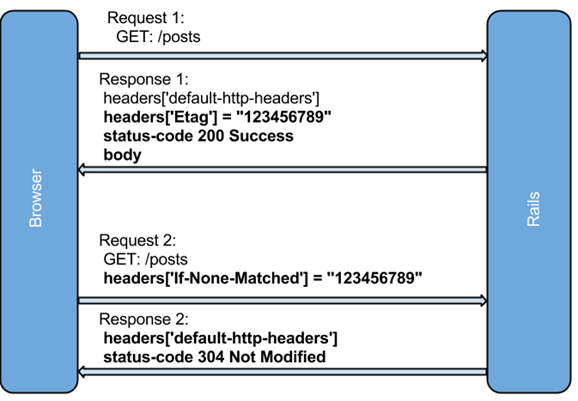 Request 1:
GET: /posts
Response 1:
headers['default-http-headers']
headers['Etag'] = "123456789"
status-code 200 Success
body
Browser
Rails
Request 2:
GET: /posts
headers['If-None-Matched'] = "123456789"
Response 2:
headers['default-http-headers']
status-code 304 Not Modified